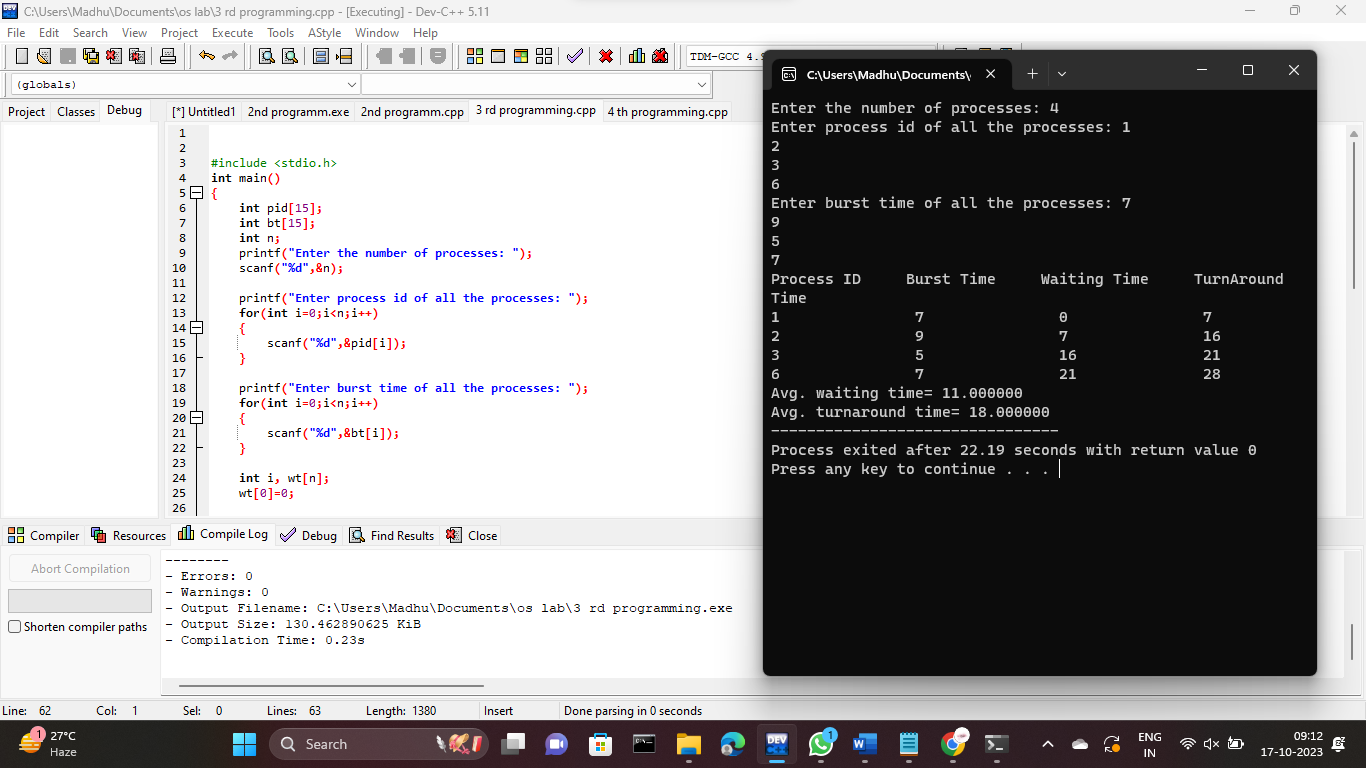 C:\Users\Madhu\Documents\os lab\3 rd programming.cpp - [Executing] - Dev-C++ 5.11
File Edit Search View Project Execute Tools AStyle Window Help
TDM-GCC 4.
(globals)
Project Classes Debug
[*] Untitled1 2nd programm.exe 2nd programm.cpp 3 rd programming.cpp 4 th programming.cpp
1
2
3 #include <stdio.h>
4 int main()
5 {
6 int pid[15];
7 int bt[15];
8 int n;
9 printf("Enter the number of processes: ");
10 scanf("%d",&n);
11
12 printf("Enter process id of all the processes: ");
13 for(int i=0;i<n;i++)
14 {
15 scanf("%d",&pid[i]);
16 }
17
18 printf("Enter burst time of all the processes: ");
19 for(int i=0;i<n;i++)
20 {
21 scanf("%d",&bt[i]);
22 }
23
24 int i, wt[n];
25 wt[0]=0;
26
C:\Users\Madhu\Documents\
Enter the number of processes: 4
Enter process id of all the processes: 1
2
3
6
Enter burst time of all the processes: 7
9
5
7
Process ID Burst Time Waiting Time TurnAround
Time
1 7 0 7
2 9 7 16
3 5 16 21
6 7 21 28
Avg. waiting time= 11.000000
Avg. turnaround time= 18.000000
--------------------------------
Process exited after 22.19 seconds with return value 0
Press any key to continue . . .
Compiler Resources Compile Log Debug Find Results Close
Abort Compilation
Shorten compiler paths
--------
- Errors: 0
- Warnings: 0
- Output Filename: C:\Users\Madhu\Documents\os lab\3 rd programming.exe
- Output Size: 130.462890625 KiB
- Compilation Time: 0.23s
Line: 62 Col: 1 Sel: 0 Lines: 63 Length: 1380 Insert Done parsing in 0 seconds
1
27°C
Haze
Search
DEV
1
ENG
IN
09:12
17-10-2023